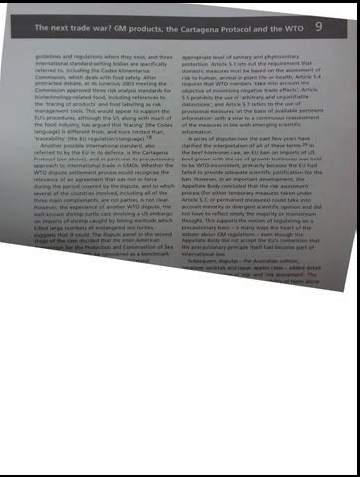 The next trade war? GM products, the Cartagena Protocol and the WTO 9
guidelines and regulations when they exist, and three
international standard-setting bodies are specifically
referred to, including the Codex Alimentarius
Commission, which deals with food safety. After
protracted debate, at its June/July 2003 meeting the
Commission approved three risk analysis standards for
biotechnology-related food, including references to
the 'tracing of products' and food labelling as risk
management tools. This would appear to support the
EU's procedures, although the US, along with much of
the food industry, has argued that 'tracing' (the Codex
language) is different from, and more limited than,
'traceability' (the EU regulation's language).
Another possible international standard, also
referred to by the EU in its defence, is the Cartagena
approach to international trade in GMOs. Whether the
WTO dispute settlement process would recognize the
relevance of an agreement that was not in force
during the period covered by the dispute, and to which
several of the countries involved, including all of the
three main complainants, are not parties, is not clear.
However, the experience of another WTO dispute, the
well-known shrimp-turtle case involving a US embargo
on imports of shrimp caught by fishing methods which
killed large numbers of endangered sea turtles,
suggests that it could. The dispute panel in the second
stage of the case decided that the Inter-American
for the Protection and Conservation of Sea
be considered as a benchmark
appropriate level of sanitary and phytosanitary
protection. Article 5.1 sets out the requirement that
domestic measures must be based on the assessment of
risk to human, animal or plant life or health; Article 5.4
requires that WTO members 'take into account the
objective of minimising negative trade effects'; Article
5.5 prohibits the use of 'arbitrary and unjustifiable
distinctions'; and Article 5.7 refers to the use of
provisional measures 'on the basis of available pertinent
information' with a view to a continuous reassessment
of the measures in line with emerging scientific
information.
A series of disputes over the past few years have
clarified the interpretation of all of these terms. In
the beef hormones case, an EU ban on imports of US
beef grown with the use of growth hormones was held
to be WTO-inconsistent, primarily because the EU had
failed to provide adequate scientific justification for the
ban. However, in an important development, the
Appellate Body concluded that the risk assessment
process (for either temporary measures taken under
Article 5.7, or permanent measures) could take into
account minority or divergent scientific opinion and did
not have to reflect simply the majority or mainstream
thought. This supports the notion of regulating on a
precautionary basis – in many ways the heart of the
debate about GM regulations – even though the
Appellate Body did not accept the EU's contention that
the precautionary principle itself had become part of
international law.
Subsequent disputes – the Australian salmon,
and Japan apples cases – added detail